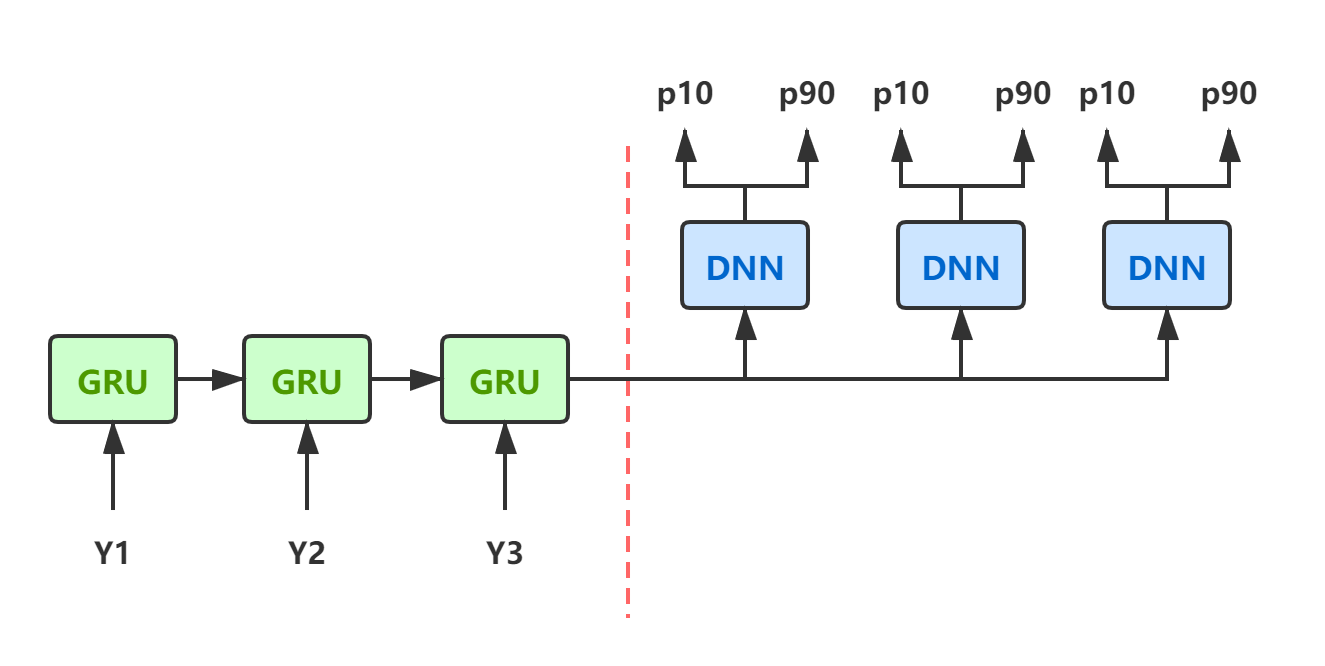 p10 p90 p10 p90 p10 p90
DNN DNN DNN
GRU GRU GRU
Y1 Y2 Y3